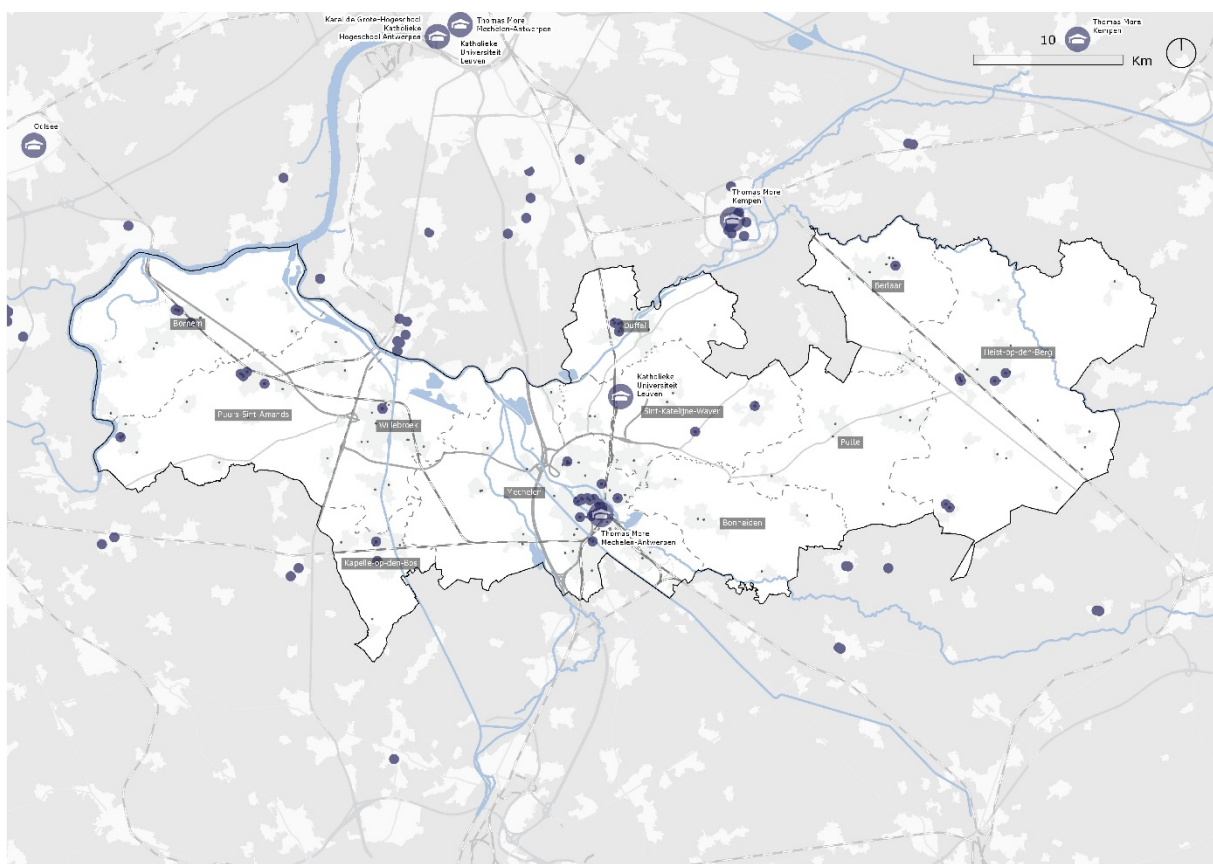 Karel de Grote-Hogeschool
Katholieke
Hogeschool Antwerpen
Thomas More
Mechelen-Antwerpen
Katholieke
Universiteit
Leuven
Thomas More
Kempen
10
Km
Odisee
Thomas More
Kempen
Berlaar
Bornem
Duffel
Heist-op-den-Berg
Katholieke
Universiteit
Leuven
Puurs-Sint-Amands
Sint-Katelijne-Waver
Willebroek
Putte
Mechelen
Bonheiden
Thomas More
Mechelen-Antwerpen
Kapelle-op-den-Bos